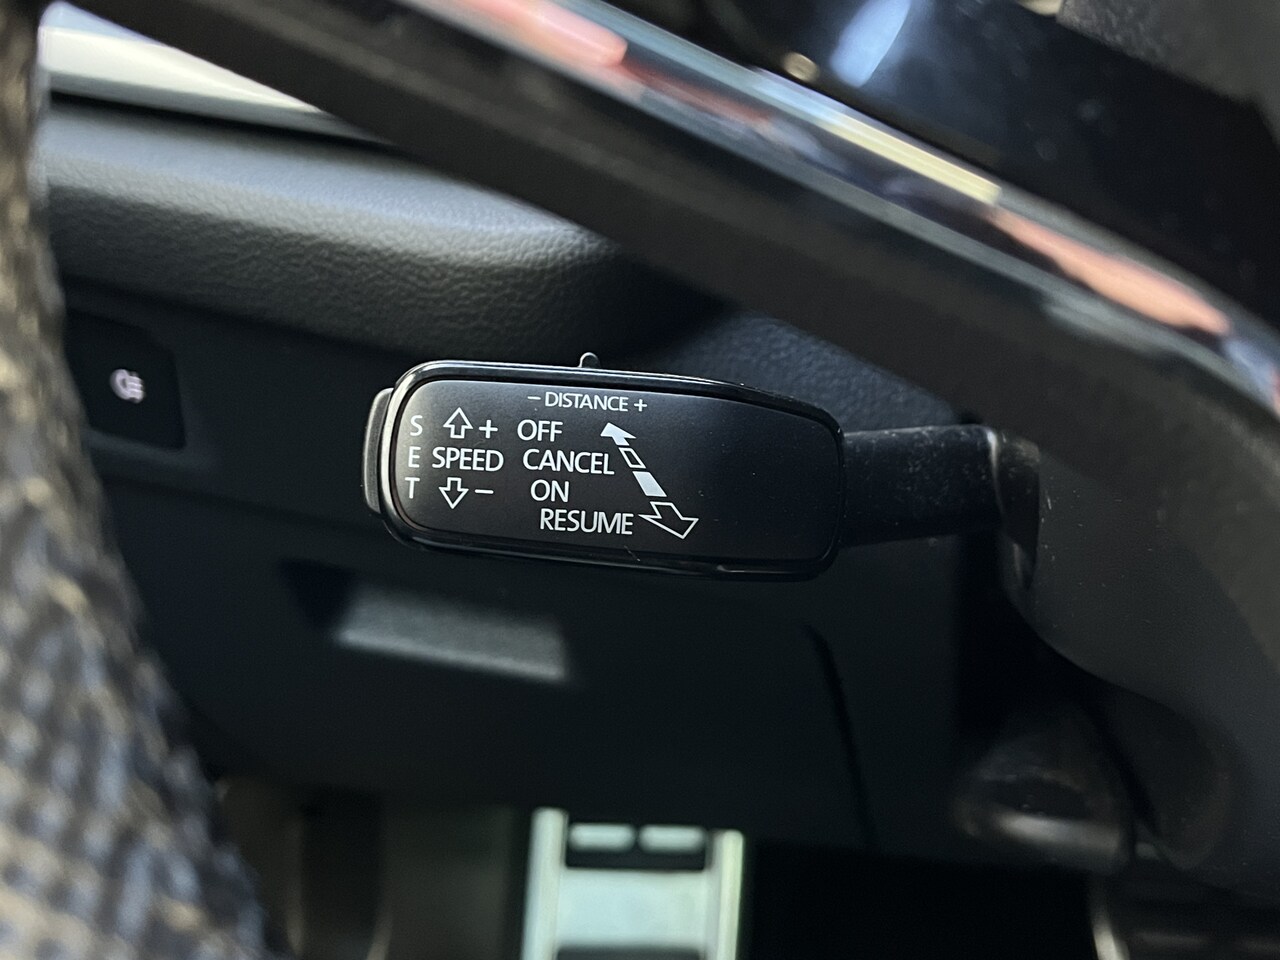 − DISTANCE +
S + OFF
E SPEED CANCEL
T − ON
RESUME